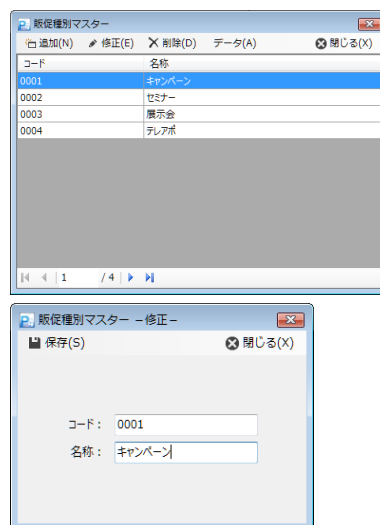 販促種別マスター
追加(N) 修正(E) 削除(D) データ(A) 閉じる(X)
コード 名称
0001 キャンペーン
0002 セミナー
0003 展示会
0004 テレアポ
1 / 4
販促種別マスター －修正－
保存(S) 閉じる(X)
コード： 0001
名称： キャンペーン